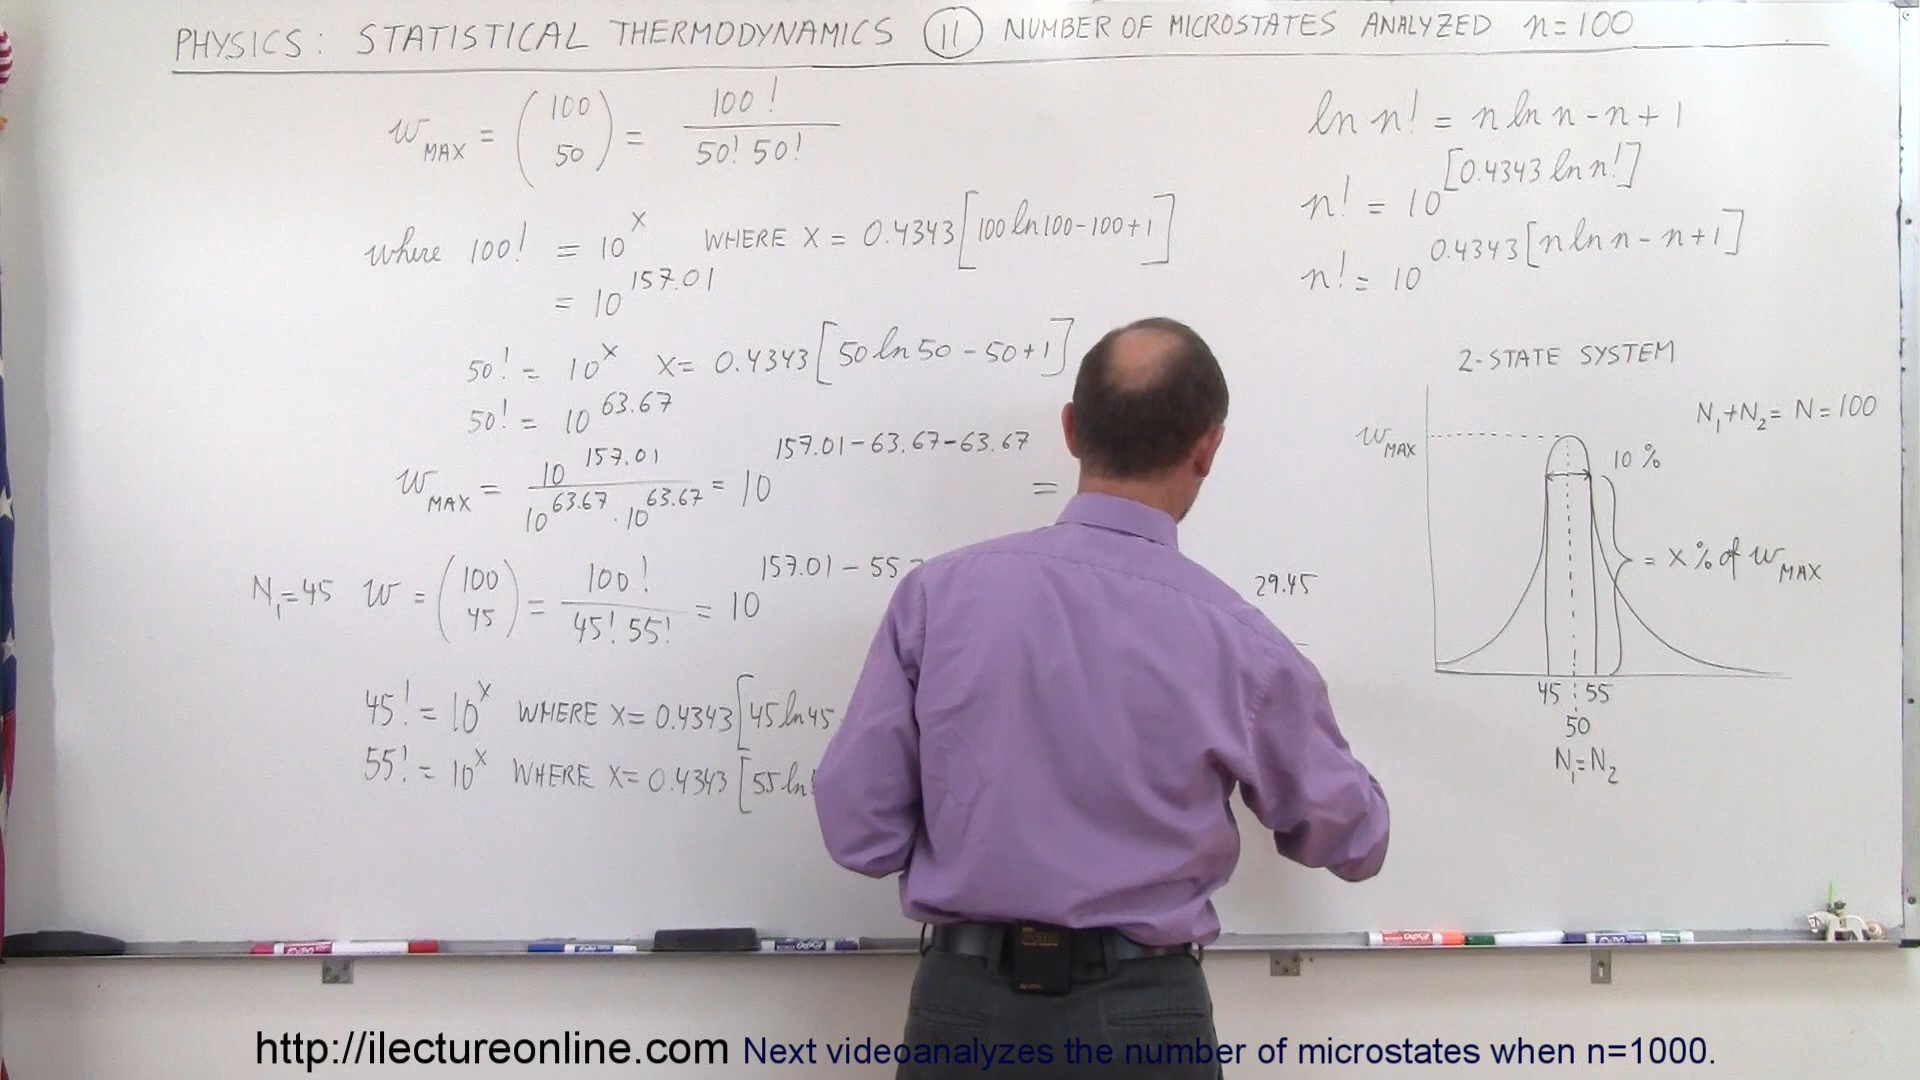 PHYSICS: STATISTICAL THERMODYNAMICS (11) NUMBER OF MICROSTATES ANALYZED n=100
w_MAX = (100 50) = 100! / 50! 50!
where 100! = 10^x WHERE X = 0.4343[100 ln 100-100+1]
= 10^157.01
50! = 10^x X= 0.4343[50 ln 50 - 50+1]
50! = 10^63.67
w_MAX = 10^157.01 / 10^63.67 · 10^63.67 = 10^157.01-63.67-63.67 =
N_1=45 w = (100 45) = 100! / 45! 55! = 10^157.01 - 55
29.45
45! = 10^x WHERE X= 0.4343[45 ln 45
55! = 10^x WHERE X= 0.4343[55 ln
ln n! = n ln n - n + 1
n! = 10^[0.4343 ln n!]
n! = 10^0.4343[n ln n - n+1]
2-STATE SYSTEM
N_1+N_2= N=100
w_MAX
10 %
= X % of w_MAX
45 55
50
N_1=N_2
http://ilectureonline.com Next videoanalyzes the number of microstates when n=1000.